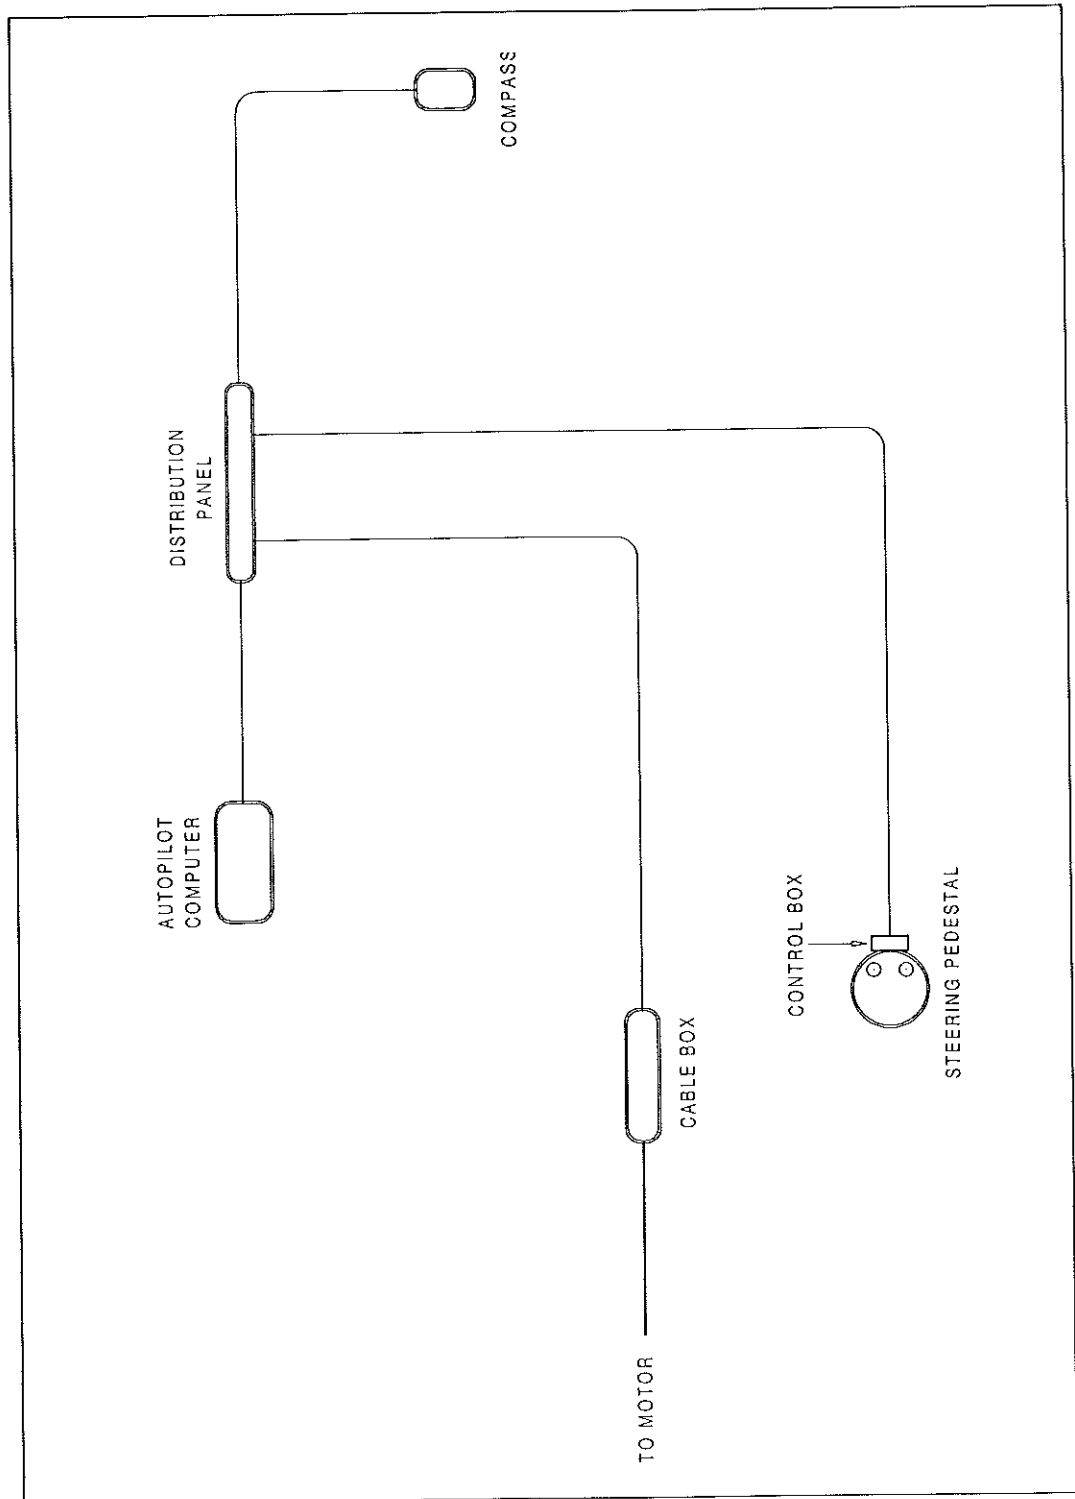 COMPASS
DISTRIBUTION
PANEL
AUTOPILOT
COMPUTER
CONTROL BOX
STEERING PEDESTAL
CABLE BOX
TO MOTOR